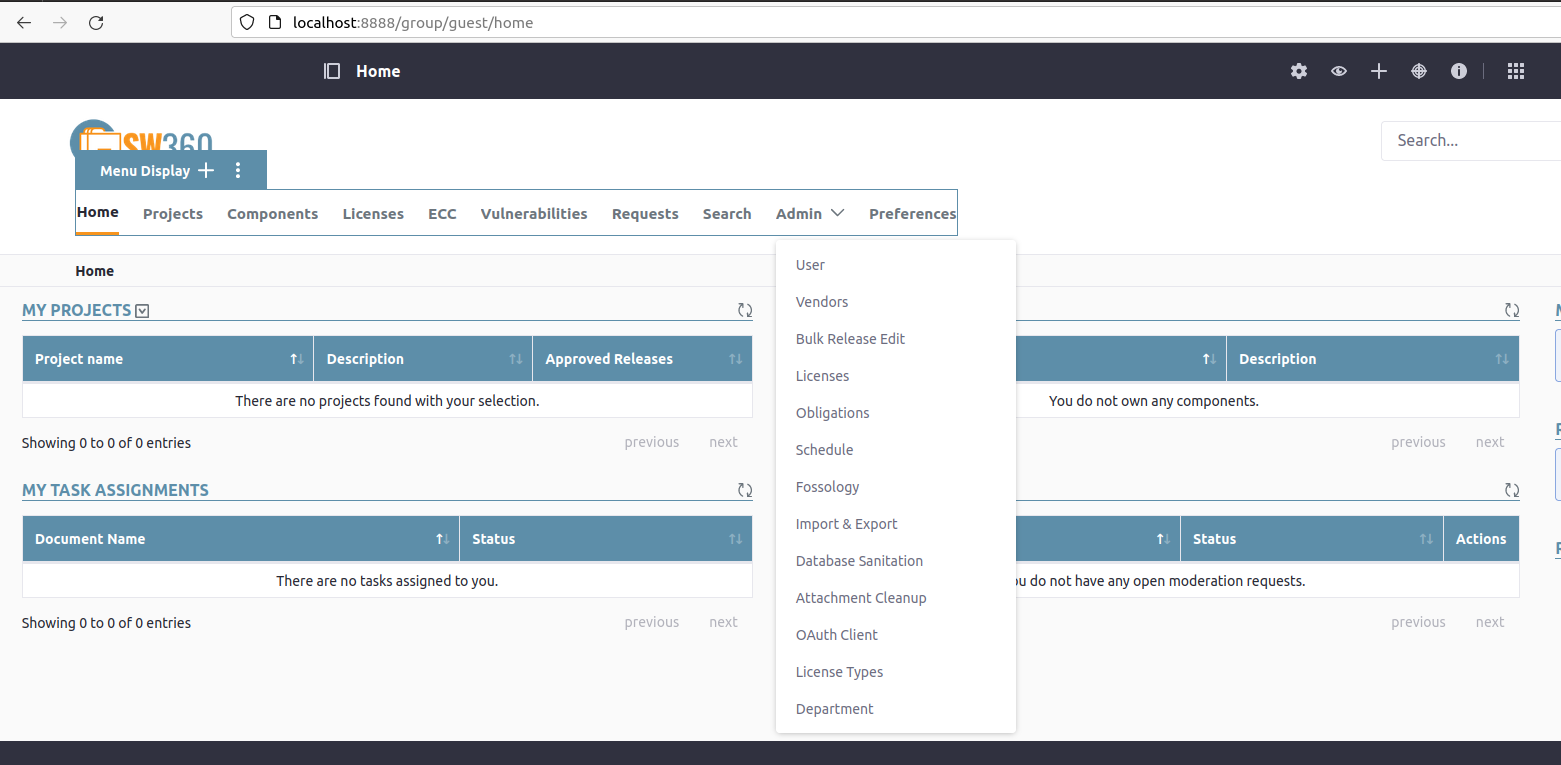 localhost:8888/group/guest/home
Home
SW360
Search...
Menu Display
Home Projects Components Licenses ECC Vulnerabilities Requests Search Admin Preferences
Home
User
Vendors
Bulk Release Edit
Licenses
Obligations
Schedule
Fossology
Import & Export
Database Sanitation
Attachment Cleanup
OAuth Client
License Types
Department
MY PROJECTS
Project name Description Approved Releases
There are no projects found with your selection.
Showing 0 to 0 of 0 entries previous next
Description
You do not own any components.
previous next
MY TASK ASSIGNMENTS
Document Name Status
There are no tasks assigned to you.
Showing 0 to 0 of 0 entries previous next
Status Actions
ou do not have any open moderation requests.
previous next